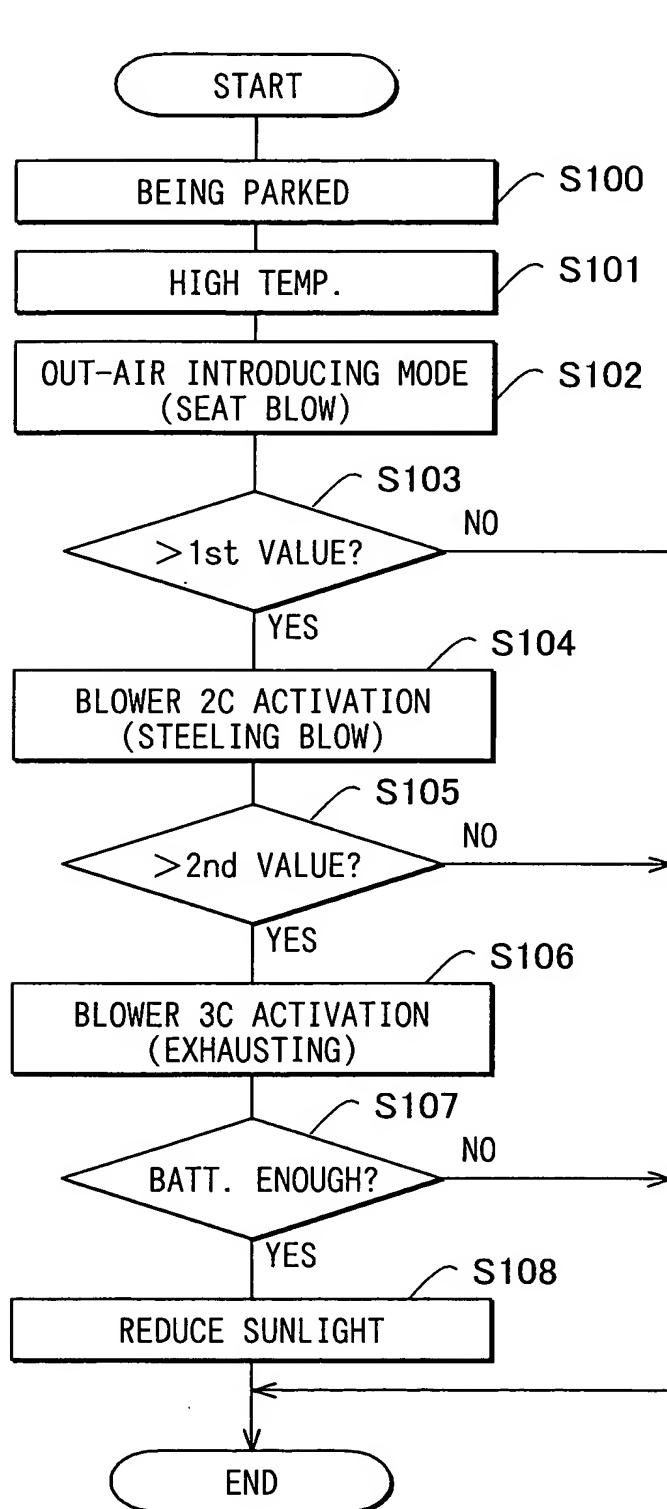 START
BEING PARKED
S100
HIGH TEMP.
S101
OUT-AIR INTRODUCING MODE
(SEAT BLOW)
S102
S103
>1st VALUE?
NO
YES
S104
BLOWER 2C ACTIVATION
(STEELING BLOW)
S105
>2nd VALUE?
NO
YES
S106
BLOWER 3C ACTIVATION
(EXHAUSTING)
S107
BATT. ENOUGH?
NO
YES
S108
REDUCE SUNLIGHT
END